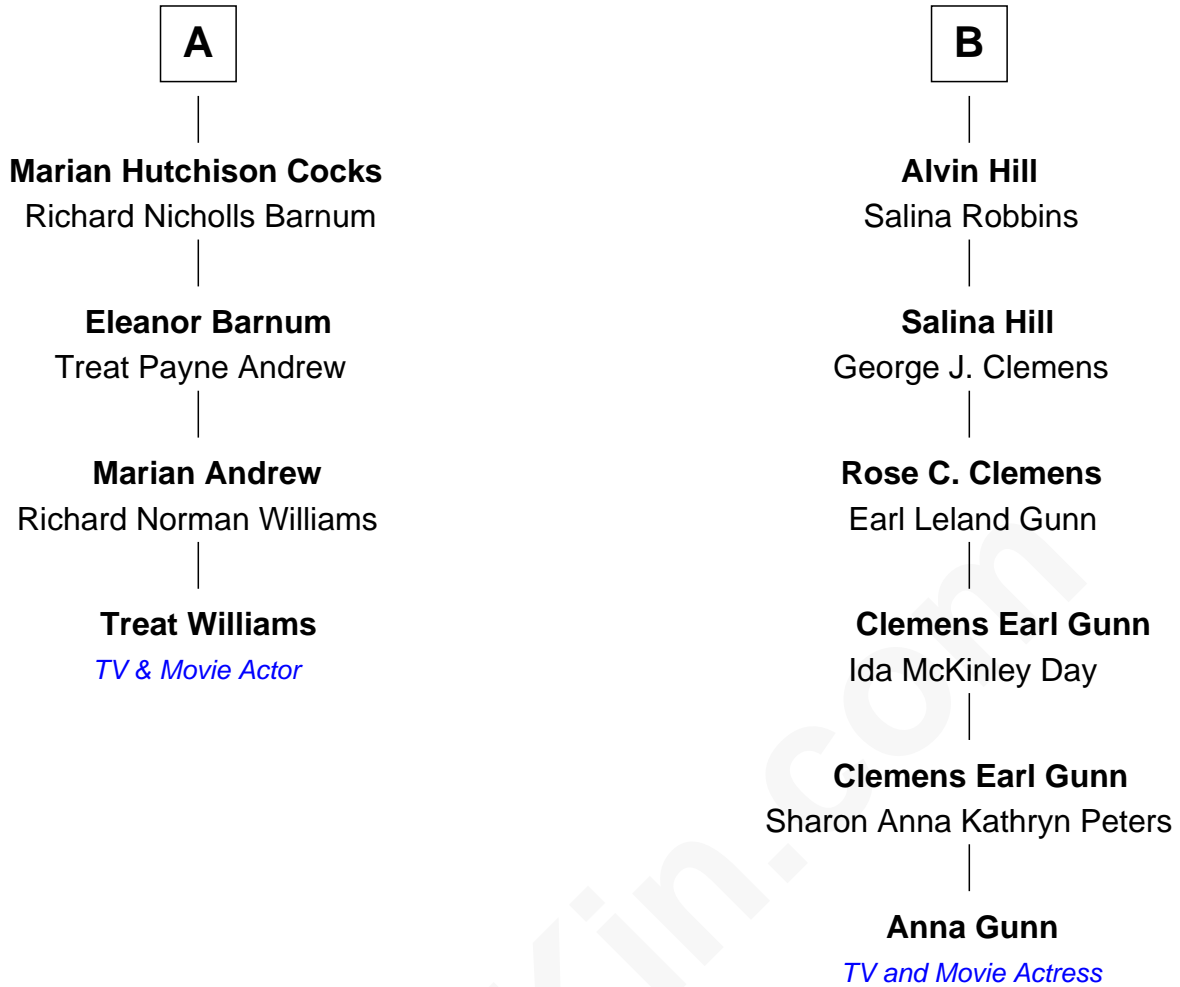 A
Marian Hutchison Cocks
Richard Nicholls Barnum
Eleanor Barnum
Treat Payne Andrew
Marian Andrew
Richard Norman Williams
Treat Williams
TV & Movie Actor
B
Alvin Hill
Salina Robbins
Salina Hill
George J. Clemens
Rose C. Clemens
Earl Leland Gunn
Clemens Earl Gunn
Ida McKinley Day
Clemens Earl Gunn
Sharon Anna Kathryn Peters
Anna Gunn
TV and Movie Actress